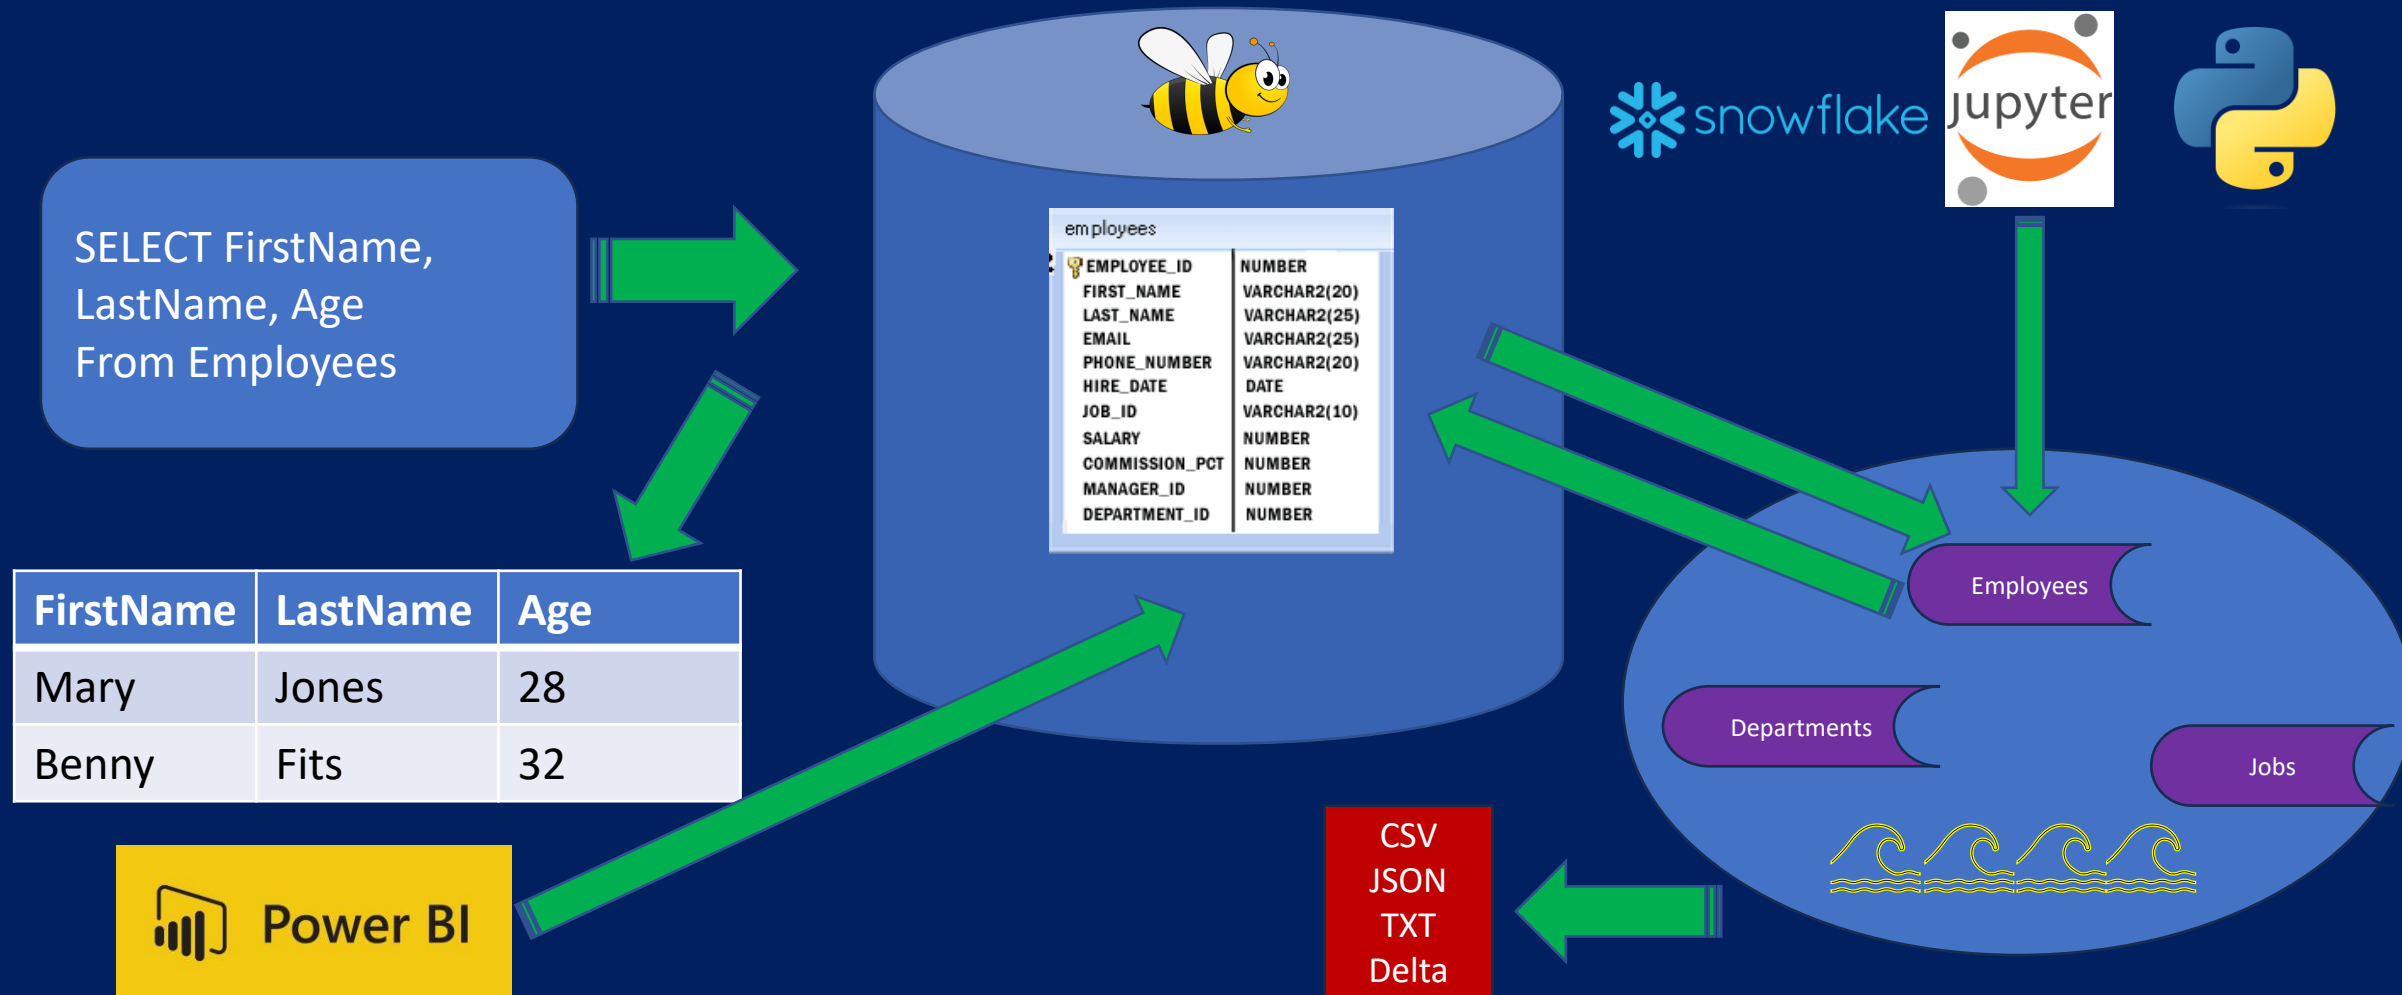 SELECT FirstName,
LastName, Age
From Employees
employees
EMPLOYEE_ID NUMBER
FIRST_NAME VARCHAR2(20)
LAST_NAME VARCHAR2(25)
EMAIL VARCHAR2(25)
PHONE_NUMBER VARCHAR2(20)
HIRE_DATE DATE
JOB_ID VARCHAR2(10)
SALARY NUMBER
COMMISSION_PCT NUMBER
MANAGER_ID NUMBER
DEPARTMENT_ID NUMBER
snowflake
jupyter
FirstName LastName Age
Mary Jones 28
Benny Fits 32
Power BI
Employees
Departments
Jobs
CSV
JSON
TXT
Delta